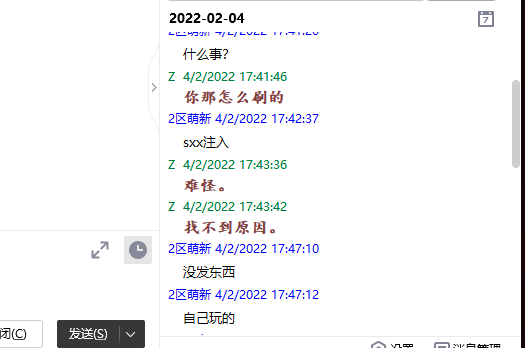 2022-02-04
7
2区萌新 4/2/2022 17:41:26
什么事?
Z 4/2/2022 17:41:46
你那怎么刷的
2区萌新 4/2/2022 17:42:37
sxx注入
Z 4/2/2022 17:43:36
难怪。
Z 4/2/2022 17:43:42
找不到原因。
2区萌新 4/2/2022 17:47:10
没发东西
2区萌新 4/2/2022 17:47:12
自己玩的
闭(C)
发送(S)
设置
消息管理